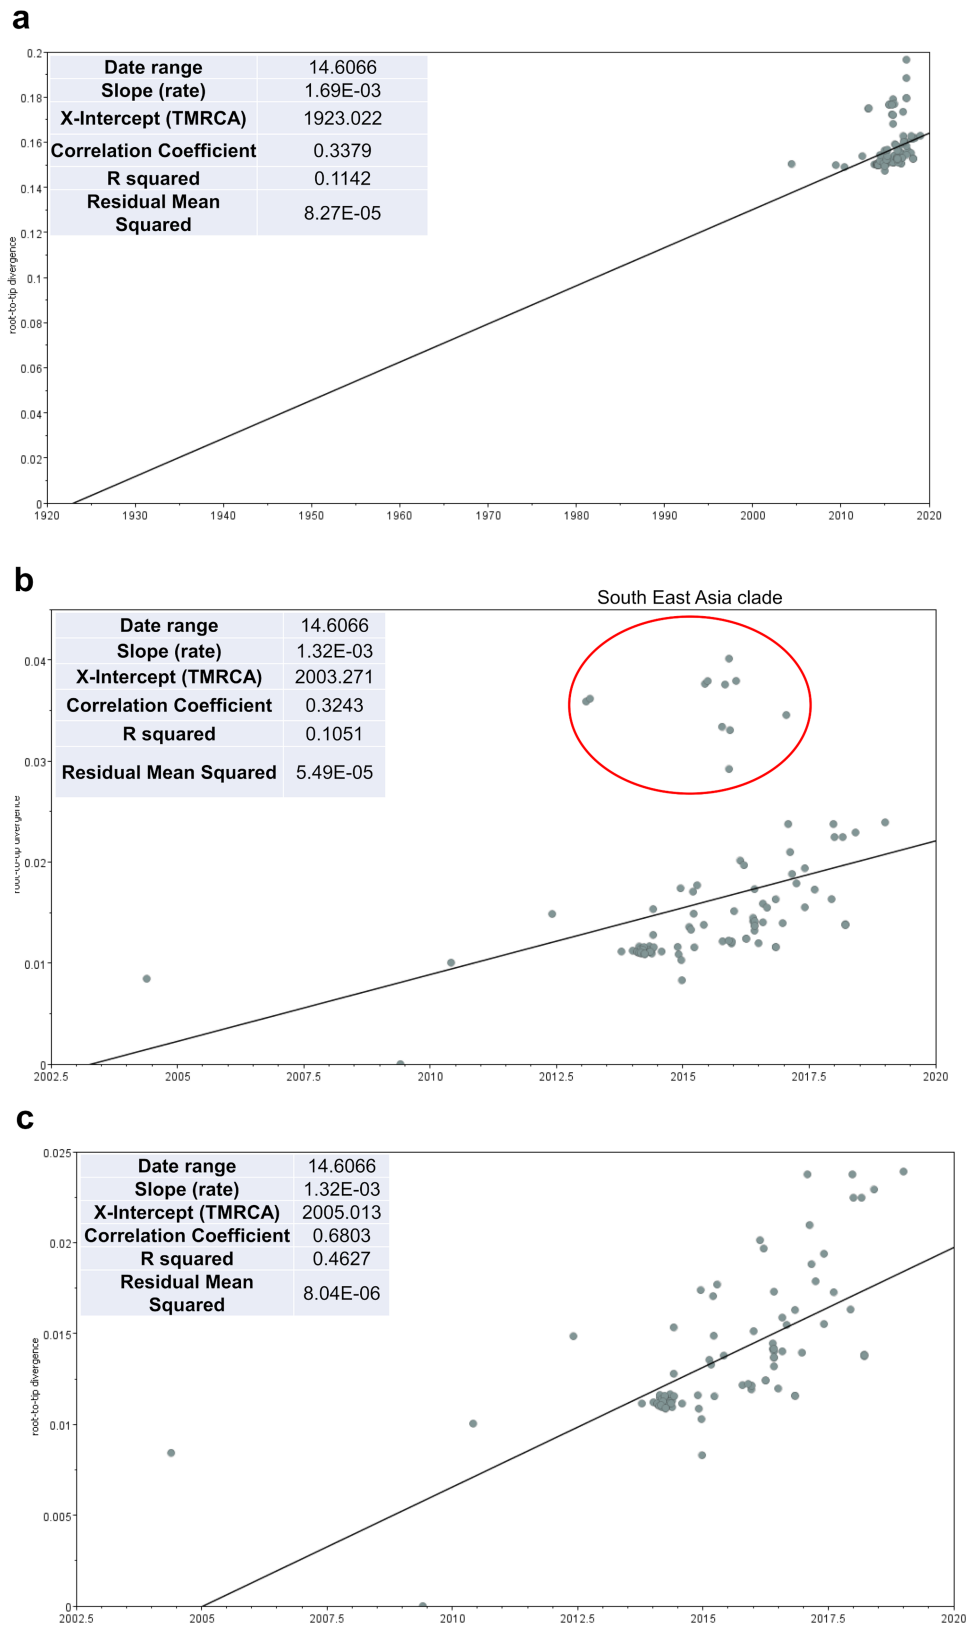 a
0.2
0.18
0.16
0.14
0.12
0.1
0.08
0.06
0.04
0.02
0
root-to-tip divergence
Date range 14.6066
Slope (rate) 1.69E-03
X-Intercept (TMRCA) 1923.022
Correlation Coefficient 0.3379
R squared 0.1142
Residual Mean
Squared 8.27E-05
1920 1930 1940 1950 1960 1970 1980 1990 2000 2010 2020
b
South East Asia clade
0.04
0.03
0.02
0.01
0
root-to-tip divergence
Date range 14.6066
Slope (rate) 1.32E-03
X-Intercept (TMRCA) 2003.271
Correlation Coefficient 0.3243
R squared 0.1051
Residual Mean Squared 5.49E-05
2002.5 2005 2007.5 2010 2012.5 2015 2017.5 2020
c
0.025
0.02
0.015
0.01
0.005
0
root-to-tip divergence
Date range 14.6066
Slope (rate) 1.32E-03
X-Intercept (TMRCA) 2005.013
Correlation Coefficient 0.6803
R squared 0.4627
Residual Mean
Squared 8.04E-06
2002.5 2005 2007.5 2010 2012.5 2015 2017.5 2020